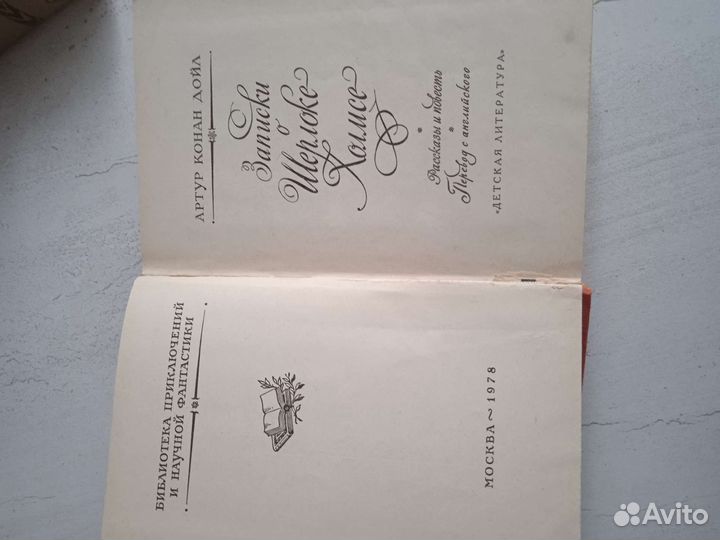 БИБЛИОТЕКА ПРИКЛЮЧЕНИЙ
И НАУЧНОЙ ФАНТАСТИКИ
МОСКВА ~ 1978
АРТУР КОНАН ДОЙЛ
Записки
о
Шерлоке
Холмсе
Рассказы и повесть
*
Перевод с английского
«ДЕТСКАЯ ЛИТЕРАТУРА»
Avito